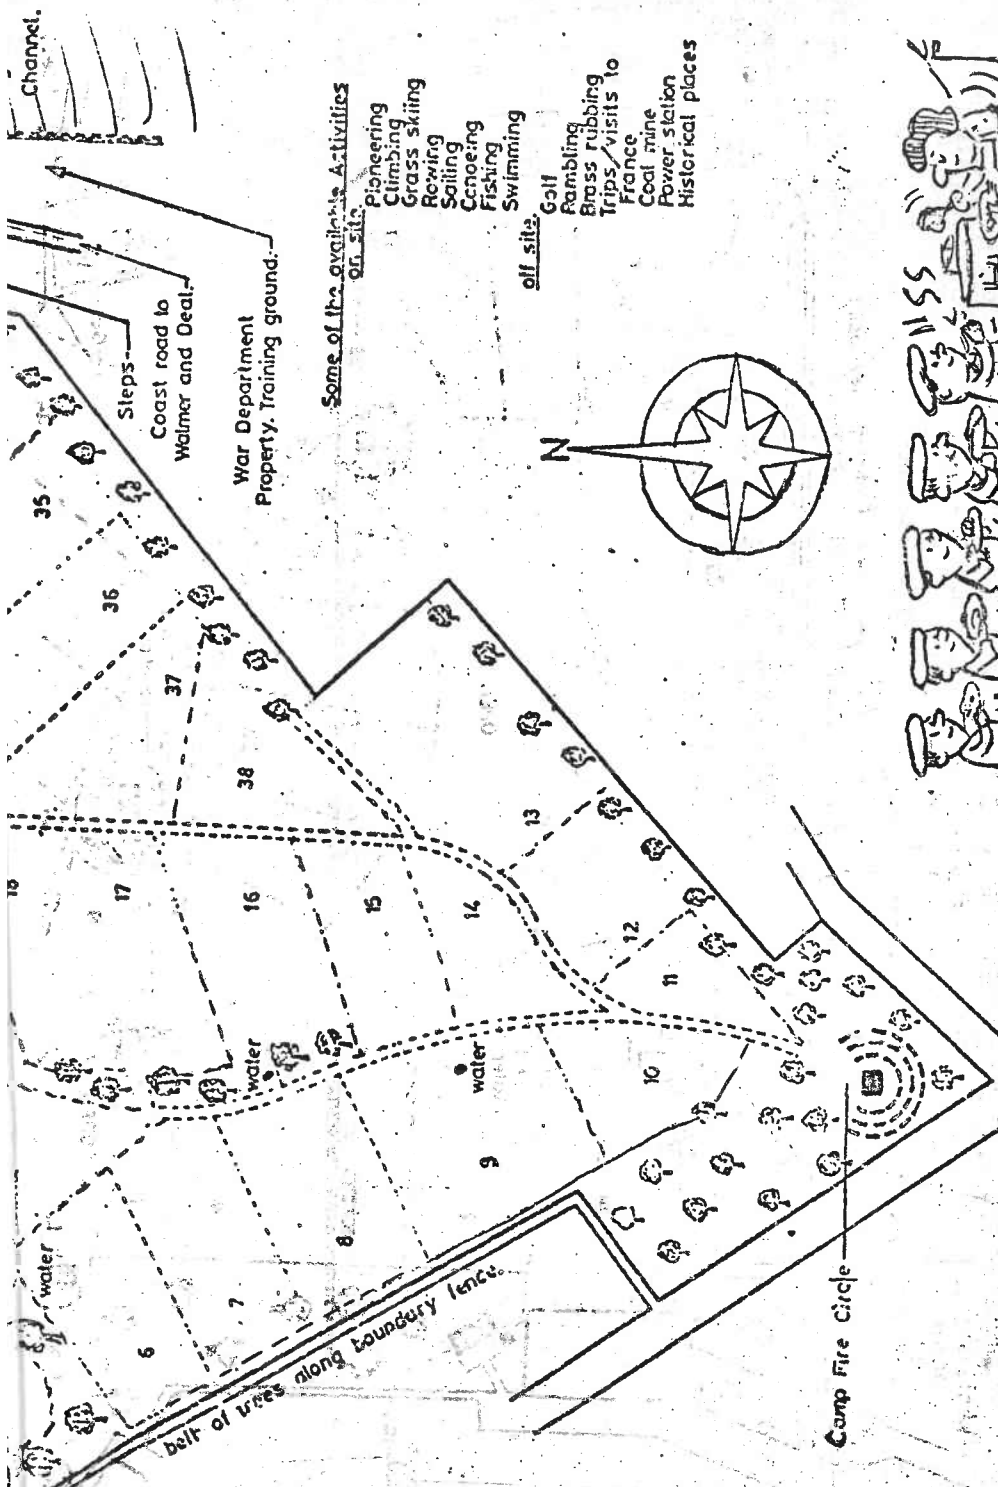 Channel.
Steps
Coast road to
Walmer and Deal.
War Department
Property. Training ground.
Some of the available Activities
on site.
Pioneering
Climbing
Grass skiing
Rowing
Sailing
Canoeing
Fishing
Swimming
off site.
Golf
Rambling
Brass rubbing
Trips/visits to
France
Coal mine
Power station
Historical places
N
35
36
37
38
17
16
15
14
13
12
11
10
9
8
7
6
water
water
water
belt of trees along boundary fence.
Camp Fire Circle